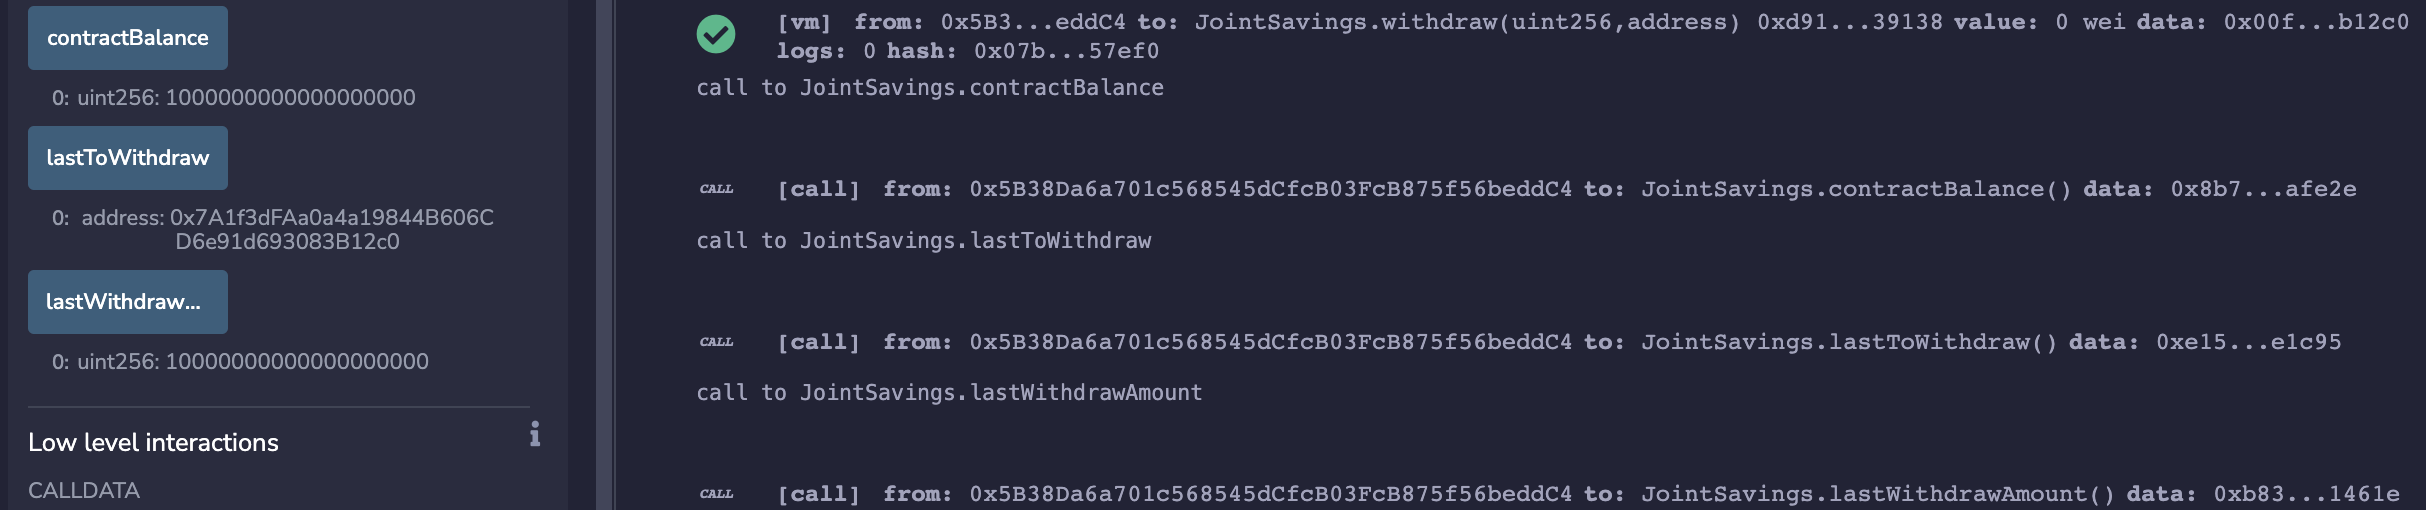 contractBalance
0: uint256: 1000000000000000000
lastToWithdraw
0: address: 0x7A1f3dFAa0a4a19844B606C
D6e91d693083B12c0
lastWithdraw...
0: uint256: 10000000000000000000
Low level interactions
i
CALLDATA
[vm] from: 0x5B3...eddC4 to: JointSavings.withdraw(uint256,address) 0xd91...39138 value: 0 wei data: 0x00f...b12c0
logs: 0 hash: 0x07b...57ef0
call to JointSavings.contractBalance
CALL [call] from: 0x5B38Da6a701c568545dCfcB03FcB875f56beddC4 to: JointSavings.contractBalance() data: 0x8b7...afe2e
call to JointSavings.lastToWithdraw
CALL [call] from: 0x5B38Da6a701c568545dCfcB03FcB875f56beddC4 to: JointSavings.lastToWithdraw() data: 0xe15...e1c95
call to JointSavings.lastWithdrawAmount
CALL [call] from: 0x5B38Da6a701c568545dCfcB03FcB875f56beddC4 to: JointSavings.lastWithdrawAmount() data: 0xb83...1461e